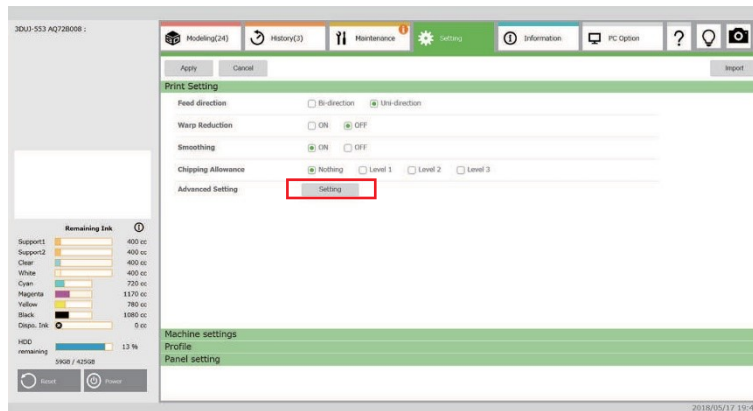 3DUJ-553 AQ72B008 :
Modeling(24)
History(3)
Maintenance
Setting
Information
PC Option
Apply
Cancel
Import
Print Setting
Feed direction
Bi-direction
Uni-direction
Warp Reduction
ON
OFF
Smoothing
ON
OFF
Chipping Allowance
Nothing
Level 1
Level 2
Level 3
Advanced Setting
Setting
Remaining Ink
Support1 400 cc
Support2 400 cc
Clear 400 cc
White 400 cc
Cyan 720 cc
Magenta 1170 cc
Yellow 780 cc
Black 1080 cc
Dispo. Ink 0 cc
HDD
remaining
13 %
59GB / 425GB
Reset
Power
Machine settings
Profile
Panel setting
2018/05/17 19:4